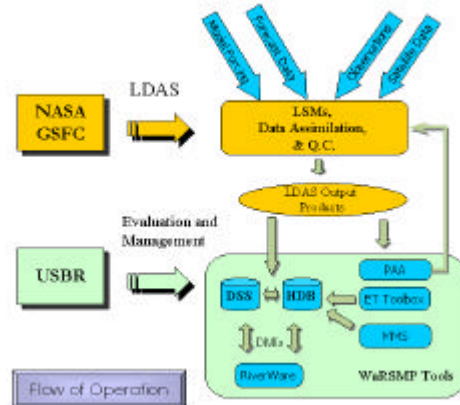 Model Forcing
Forecast Data
Observations
Satellite Data
LDAS
NASA
GSFC
LSMs,
Data Assimilation,
& Q.C.
LDAS Output
Products
Evaluation and
Management
USBR
PAA
DSS
HDB
ET Toolbox
MMS
DMIs
RiverWare
WaRSMP Tools
Flow of Operation